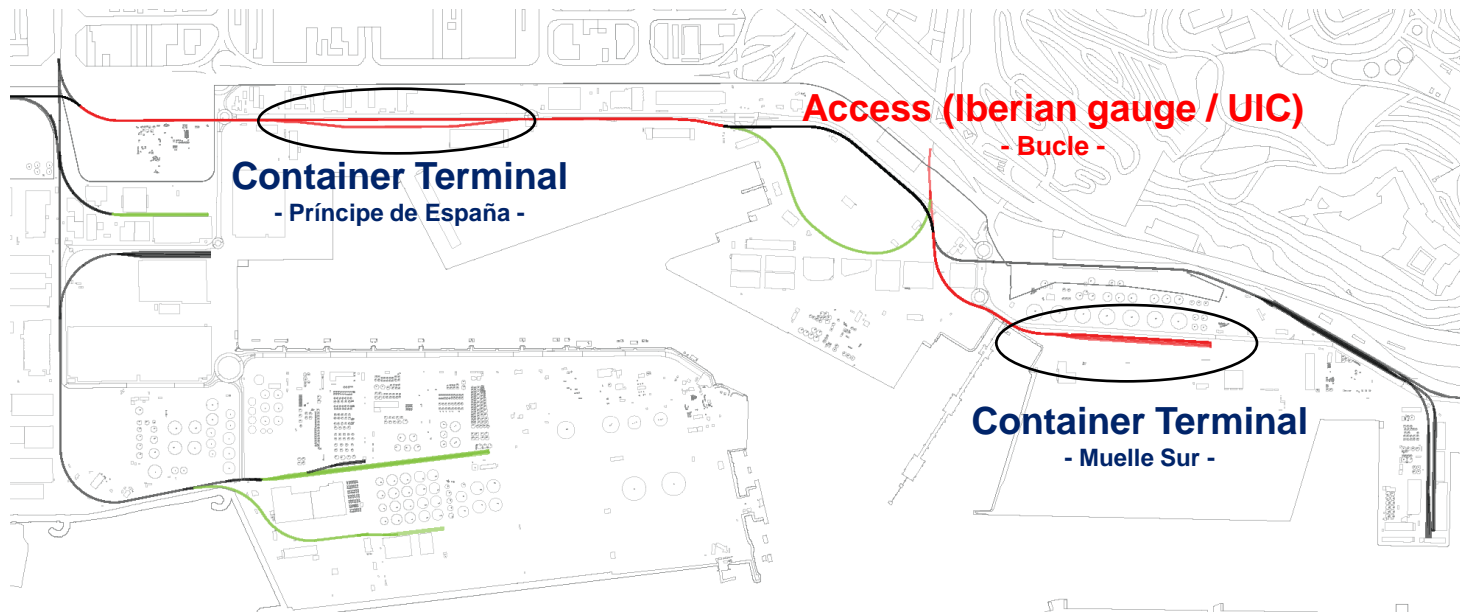 Access (Iberian gauge / UIC)
- Bucle -
Container Terminal
- Príncipe de España -
Container Terminal
- Muelle Sur -